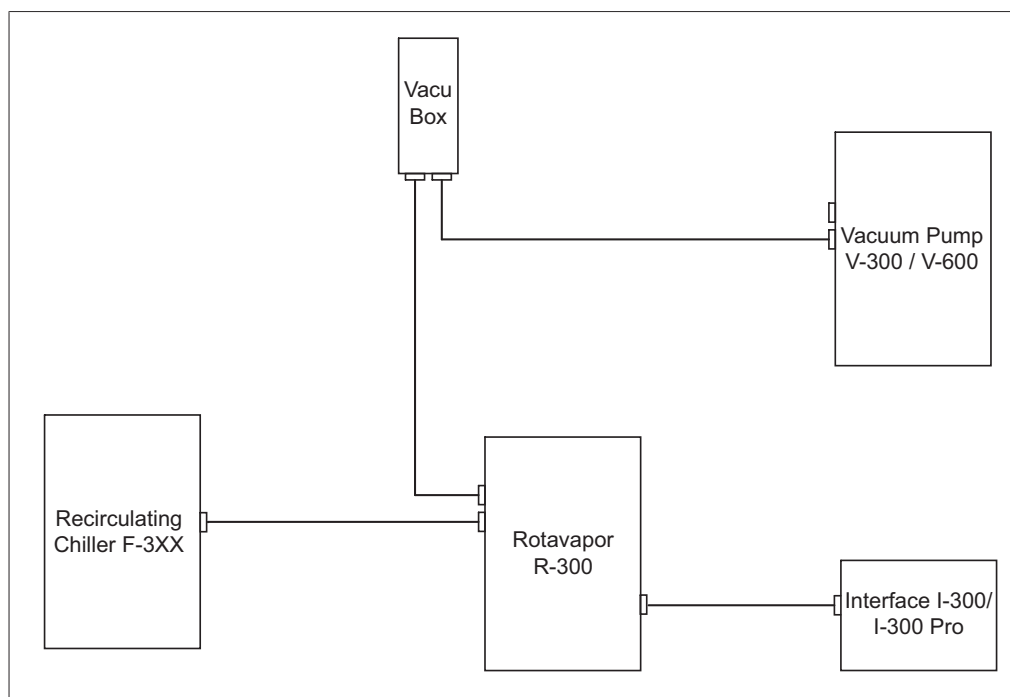 Vacu
Box
Vacuum Pump
V-300 / V-600
Recirculating
Chiller F-3XX
Rotavapor
R-300
Interface I-300/
I-300 Pro